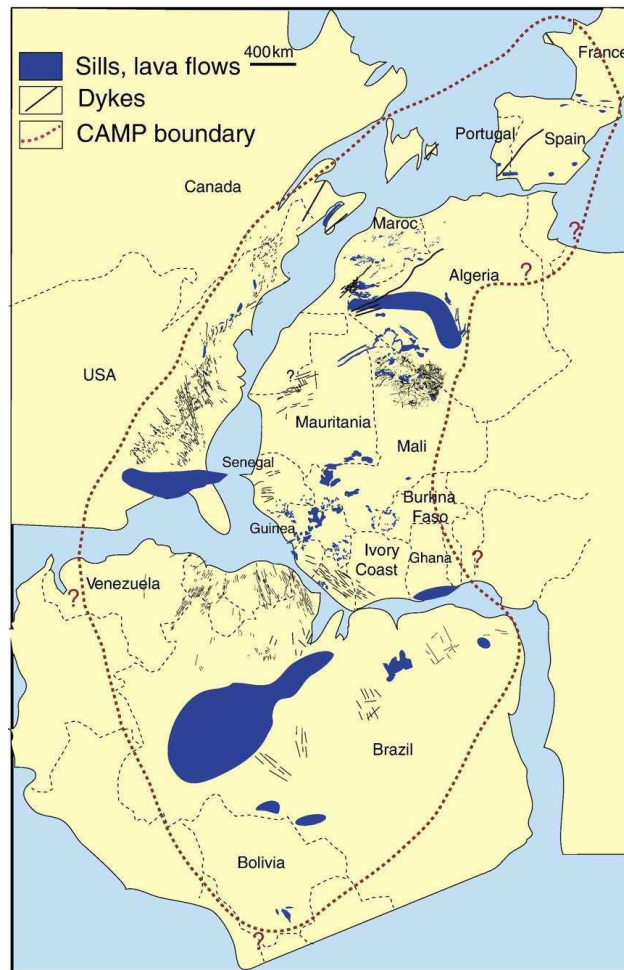 400km
Sills, lava flows
Dykes
CAMP boundary
France
Portugal
Spain
Canada
Maroc
?
?
Algeria
USA
?
Mauritania
Mali
Senegal
Burkina
Faso
Guinea
Ivory
Coast
Ghana
?
Venezuela
?
Brazil
Bolivia
?